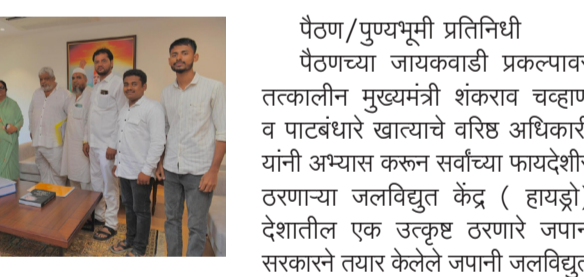 पैठण/पुण्यभूमी प्रतिनिधी
पैठणच्या जायकवाडी प्रकल्पावर
तत्कालीन मुख्यमंत्री शंकराव चव्हाण
व पाटबंधारे खात्याचे वरिष्ठ अधिकारी
यांनी अभ्यास करून सर्वांच्या फायदेशीर
ठरणाऱ्या जलविद्युत केंद्र ( हायड्रो)
देशातील एक उत्कृष्ट ठरणारे जपान
सरकारने तयार केलेले जपानी जलविद्युत